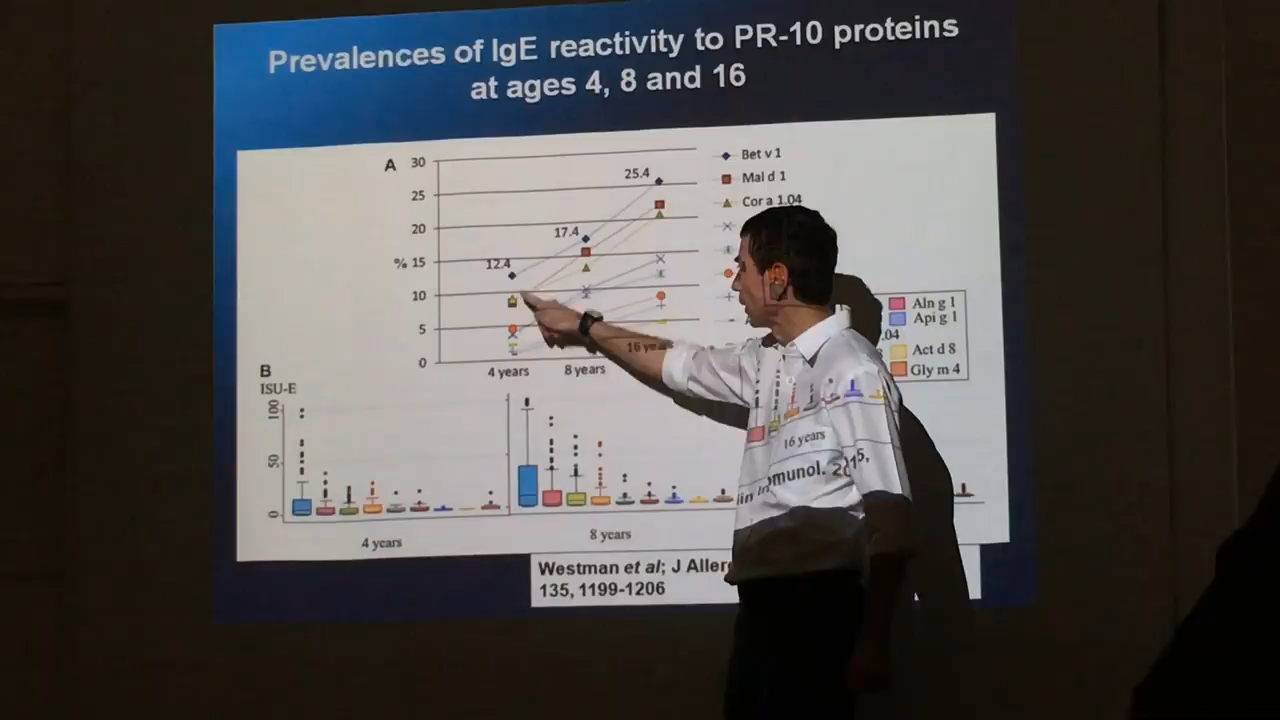 Prevalences of IgE reactivity to PR-10 proteins
at ages 4, 8 and 16
A
30
25
20
% 15
10
5
0
25.4
17.4
12.4
4 years
8 years
16
Bet v 1
Mal d 1
Cor a 1.04
Aln g 1
Api g 1
.04
Act d 8
Gly m 4
B
ISU-E
100
50
0
4 years
8 years
16 years
Westman et al; J
135, 1199-1206